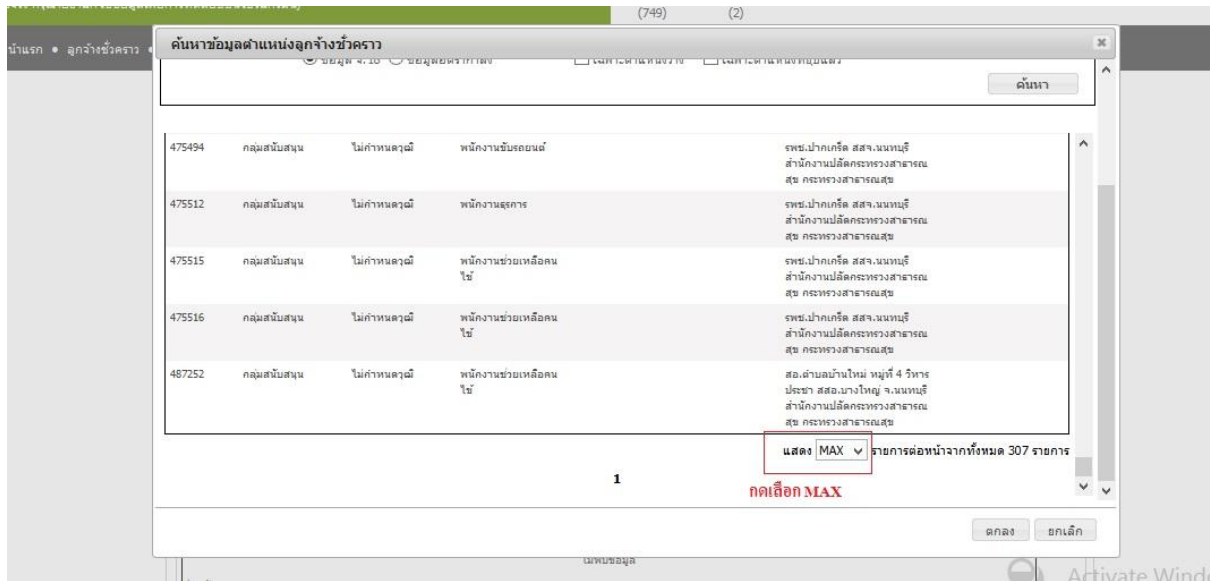 (749) (2)
น้าแรก • ลูกจ้างชั่วคราว •
ค้นหาข้อมูลตำแหน่งลูกจ้างชั่วคราว
ค้นหา
475494 กลุ่มสนับสนุน ไม่กำหนดวุฒิ พนักงานขับรถยนต์ รพช.ปากเกร็ด สสจ.นนทบุรี
สำนักงานปลัดกระทรวงสาธารณ
สุข กระทรวงสาธารณสุข
475512 กลุ่มสนับสนุน ไม่กำหนดวุฒิ พนักงานธุรการ รพช.ปากเกร็ด สสจ.นนทบุรี
สำนักงานปลัดกระทรวงสาธารณ
สุข กระทรวงสาธารณสุข
475515 กลุ่มสนับสนุน ไม่กำหนดวุฒิ พนักงานช่วยเหลือคน รพช.ปากเกร็ด สสจ.นนทบุรี
ไข้ สำนักงานปลัดกระทรวงสาธารณ
สุข กระทรวงสาธารณสุข
475516 กลุ่มสนับสนุน ไม่กำหนดวุฒิ พนักงานช่วยเหลือคน รพช.ปากเกร็ด สสจ.นนทบุรี
ไข้ สำนักงานปลัดกระทรวงสาธารณ
สุข กระทรวงสาธารณสุข
487252 กลุ่มสนับสนุน ไม่กำหนดวุฒิ พนักงานช่วยเหลือคน สอ.ตำบลบ้านใหม่ หมู่ที่ 4 วิหาร
ไข้ ประชา สสอ.บางใหญ่ จ.นนทบุรี
สำนักงานปลัดกระทรวงสาธารณ
สุข กระทรวงสาธารณสุข
แสดง MAX รายการต่อหน้าจากทั้งหมด 307 รายการ
1
กดเลือก MAX
ตกลง ยกเลิก
ไม่พบข้อมูล
Activate Wind